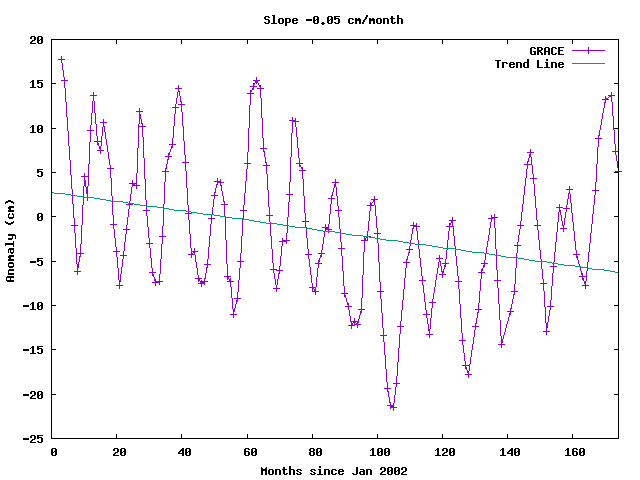 Slope -0.05 cm/month
20
15
10
5
0
-5
-10
-15
-20
-25
Anomaly (cm)
GRACE
Trend Line
0 20 40 60 80 100 120 140 160
Months since Jan 2002